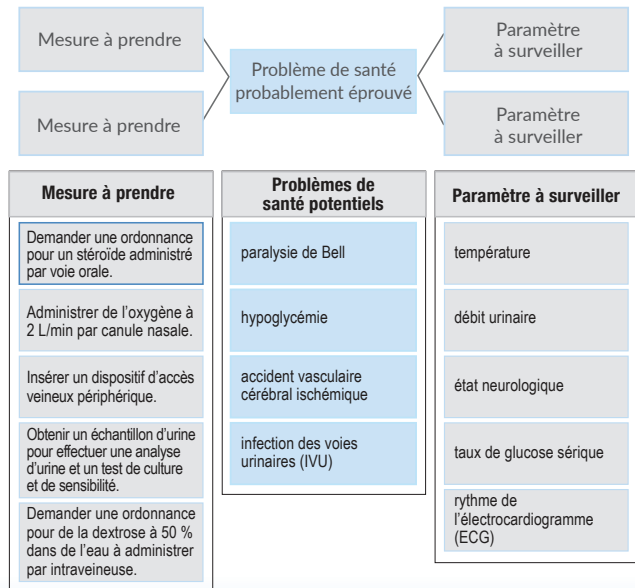 Mesure à prendre
Mesure à prendre
Problème de santé
probablement éprouvé
Paramètre
à surveiller
Paramètre
à surveiller
Mesure à prendre
Demander une ordonnance
pour un stéroïde administré
par voie orale.
Administrer de l'oxygène à
2 L/min par canule nasale.
Insérer un dispositif d'accès
veineux périphérique.
Obtenir un échantillon d'urine
pour effectuer une analyse
d'urine et un test de culture
et de sensibilité.
Demander une ordonnance
pour de la dextrose à 50 %
dans de l'eau à administrer
par intraveineuse.
Problèmes de
santé potentiels
paralysie de Bell
hypoglycémie
accident vasculaire
cérébral ischémique
infection des voies
urinaires (IVU)
Paramètre à surveiller
température
débit urinaire
état neurologique
taux de glucose sérique
rythme de
l'électrocardiogramme
(ECG)